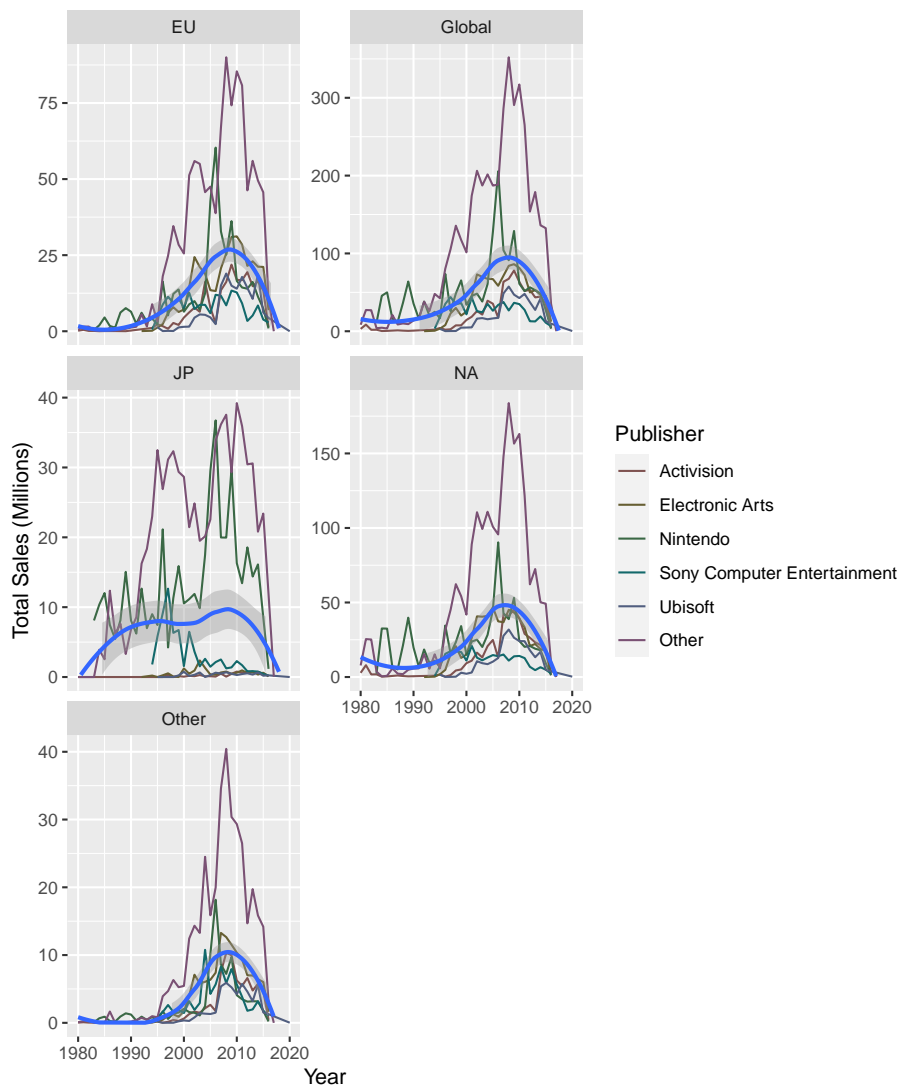 EU
Global
75
50
25
0
300
200
100
0
JP
NA
40
30
20
10
0
150
100
50
0
1980 1990 2000 2010 2020
Other
40
30
20
10
0
1980 1990 2000 2010 2020
Year
Total Sales (Millions)
Publisher
Activision
Electronic Arts
Nintendo
Sony Computer Entertainment
Ubisoft
Other